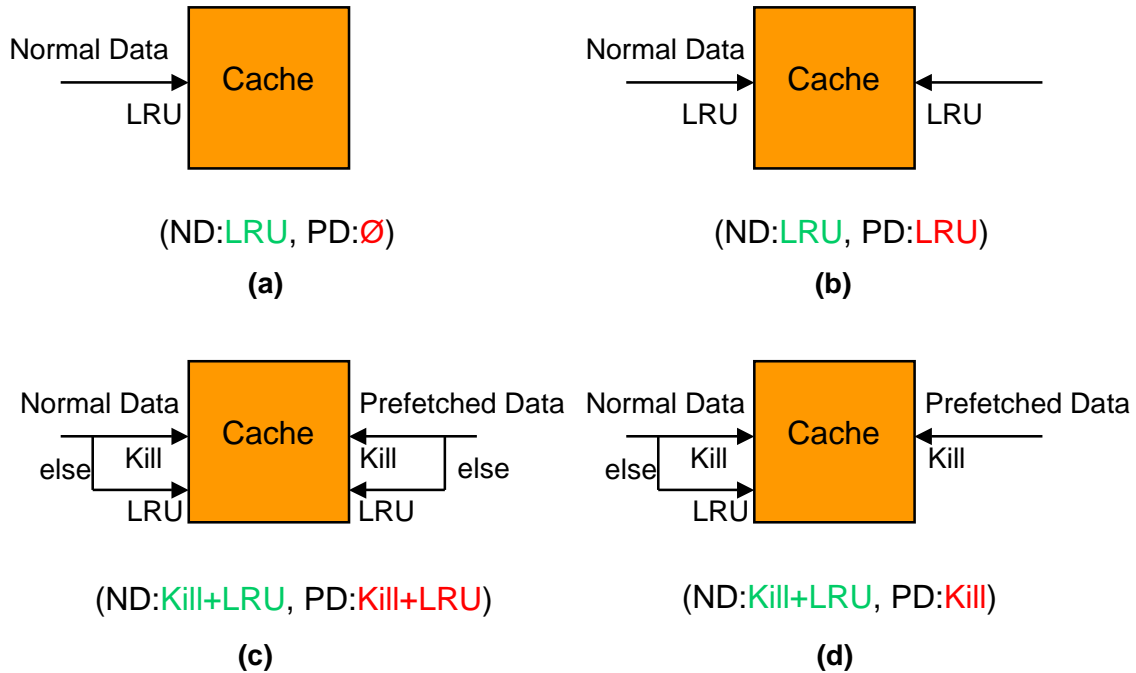 Normal Data
Cache
LRU
(ND:LRU, PD:Ø)
(a)
Normal Data
Cache
LRU
LRU
(ND:LRU, PD:LRU)
(b)
Normal Data
Prefetched Data
Cache
Kill
Kill
else
else
LRU
LRU
(ND:Kill+LRU, PD:Kill+LRU)
(c)
Normal Data
Prefetched Data
Cache
Kill
Kill
else
LRU
(ND:Kill+LRU, PD:Kill)
(d)